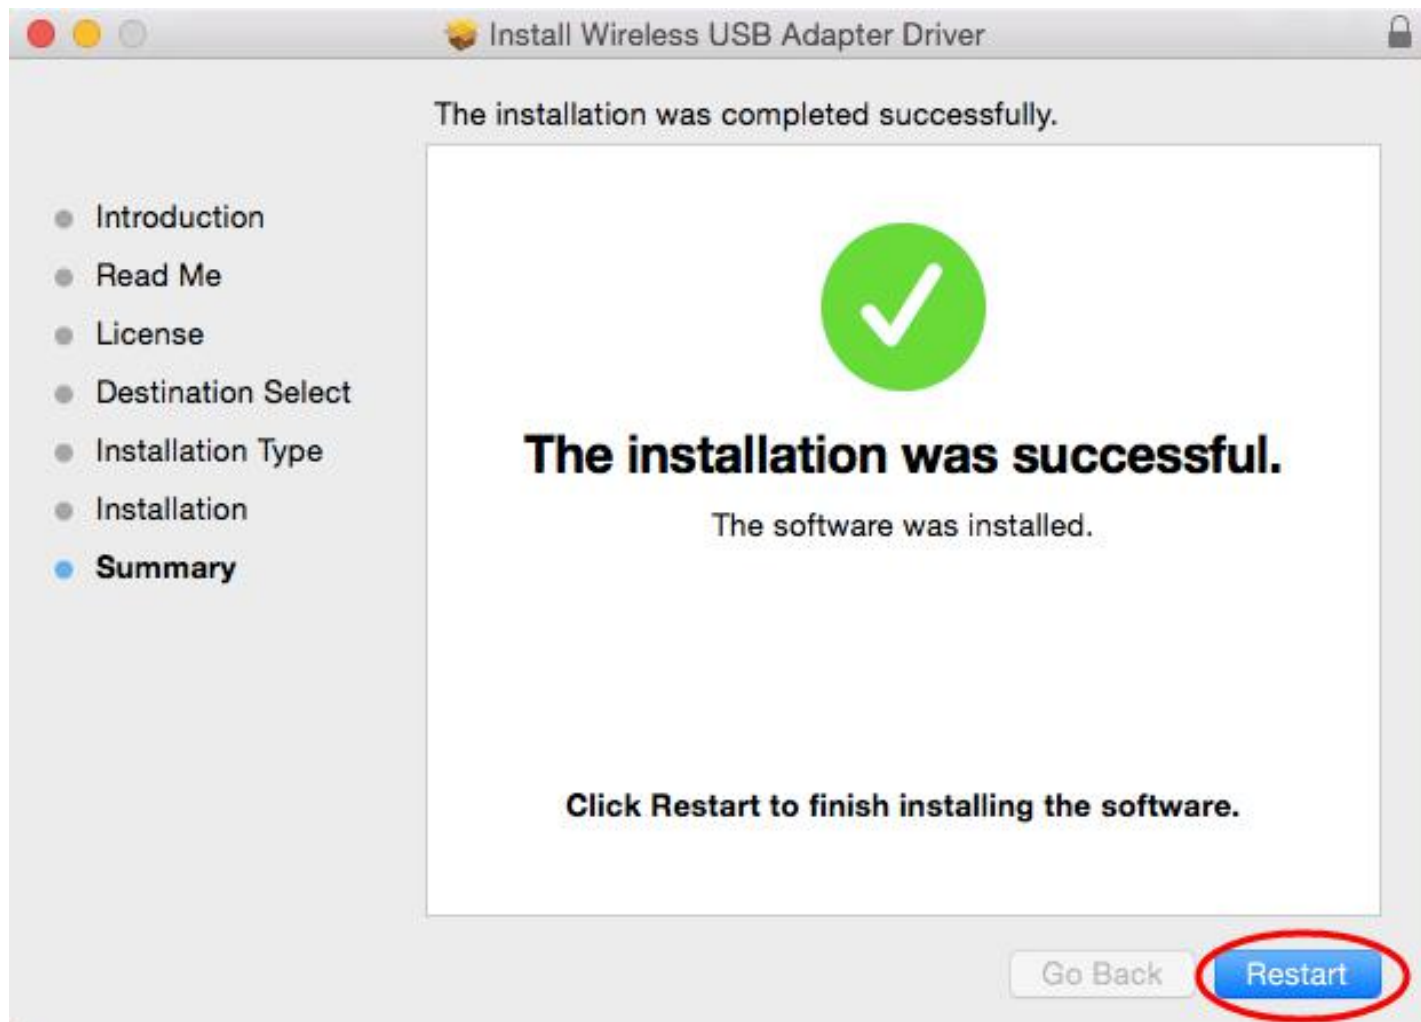 Install Wireless USB Adapter Driver
The installation was completed successfully.
Introduction
Read Me
License
Destination Select
Installation Type
Installation
Summary
The installation was successful.
The software was installed.
Click Restart to finish installing the software.
Go Back
Restart